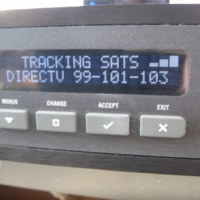 TRACKING SATS
DIRECTV 99-101-103
MENUS CHANGE ACCEPT EXIT